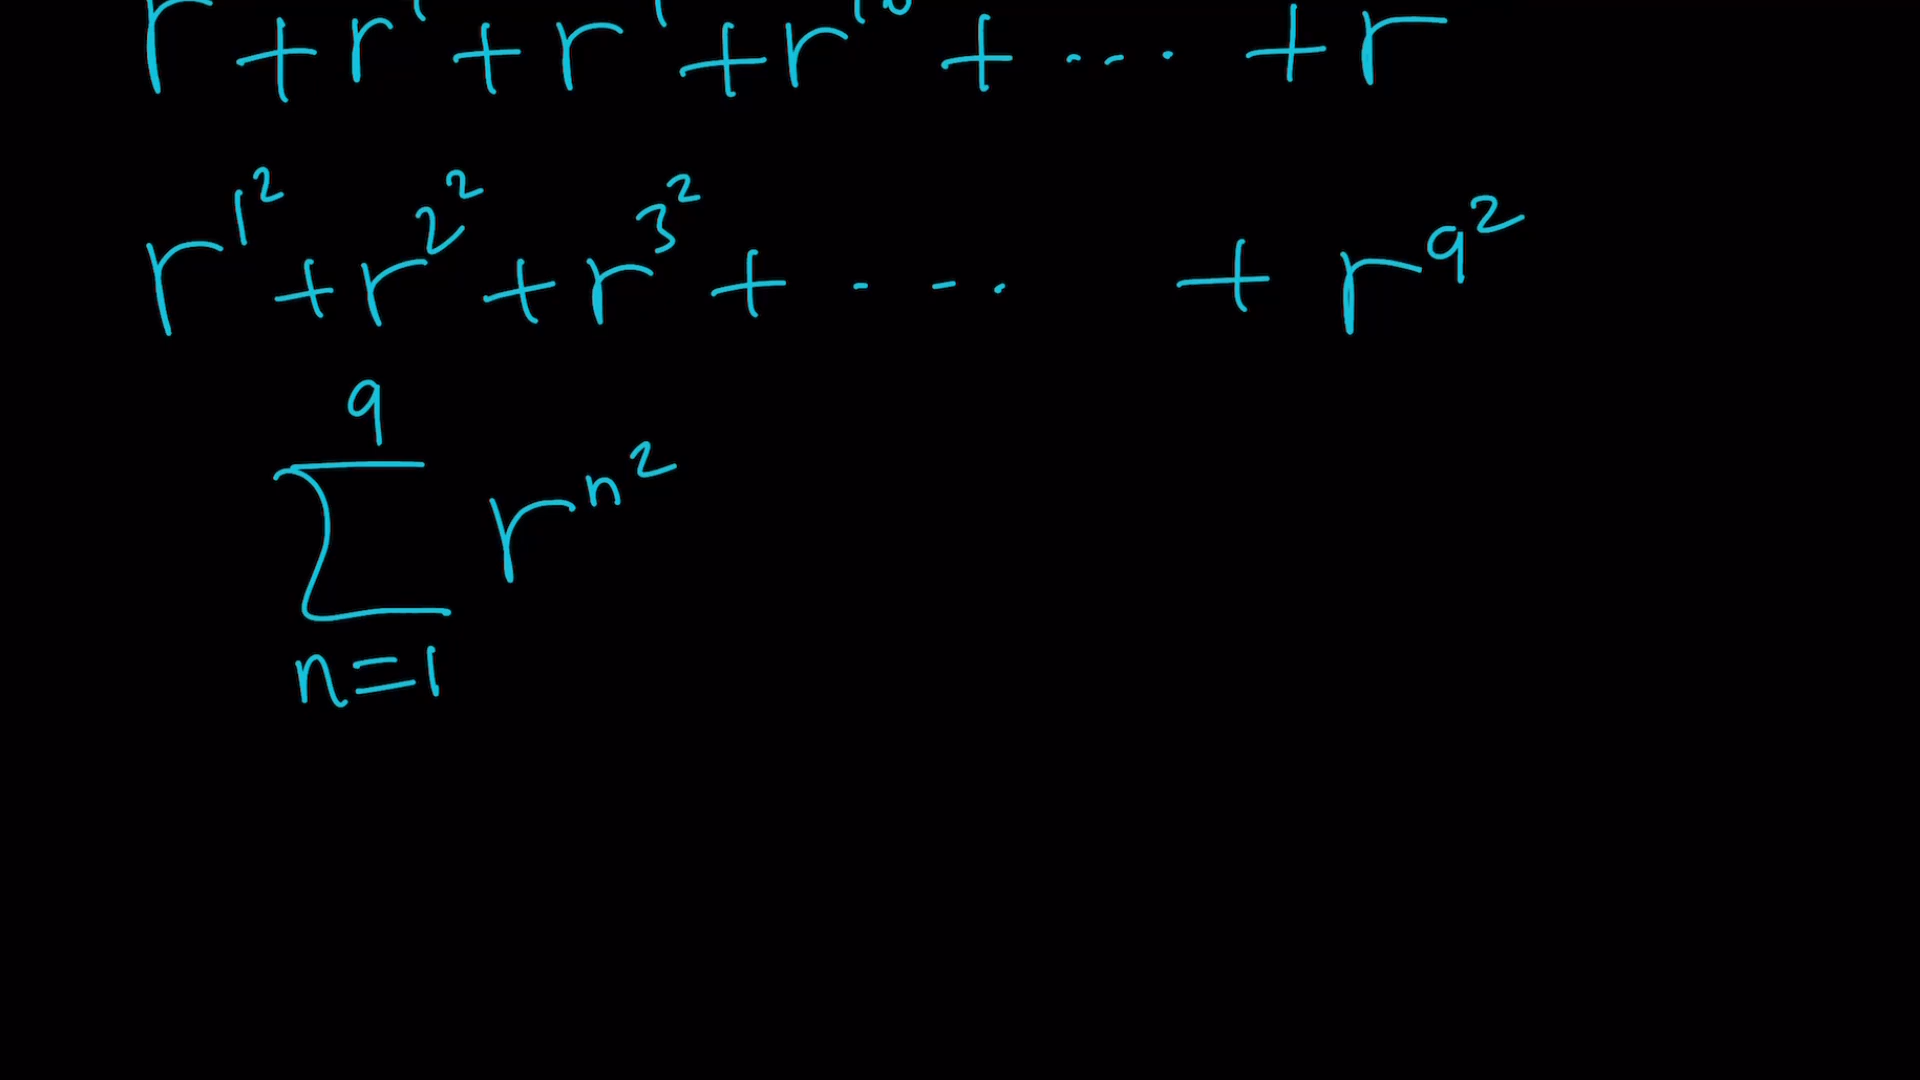 r + r + r + r + ... + r
r^{1^2} + r^{2^2} + r^{3^2} + ... + r^{9^2}
9
∑ r^{n^2}
n=1